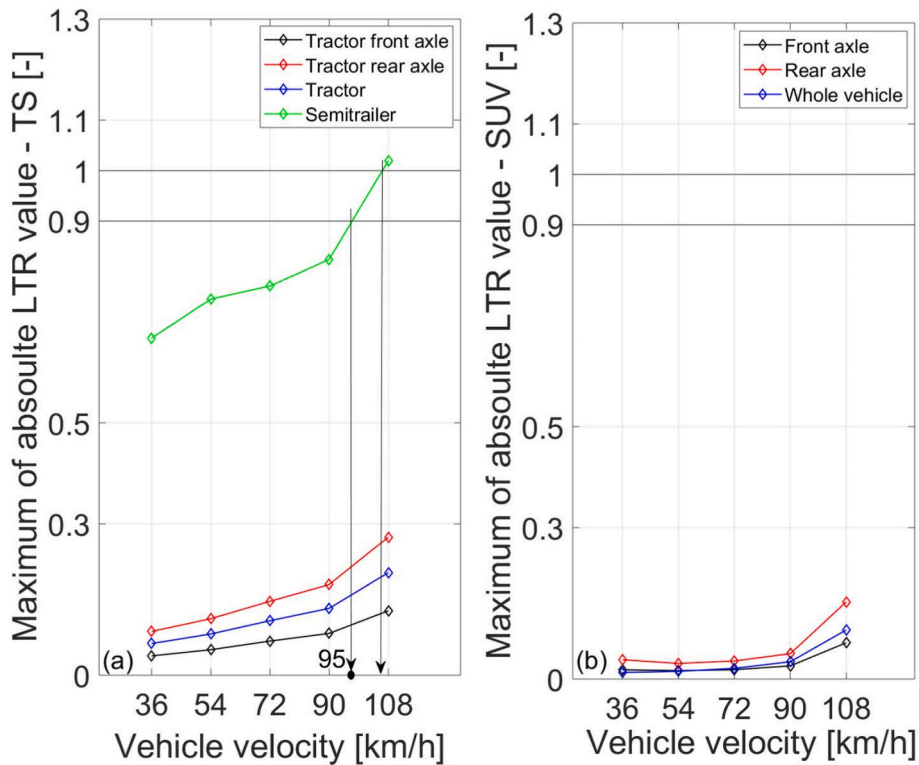 Maximum of absoulte LTR value - TS [-]
1.3
1.1
1
0.9
0.5
0.3
0
Tractor front axle
Tractor rear axle
Tractor
Semitrailer
(a)
95
36 54 72 90 108
Vehicle velocity [km/h]
Maximum of absoulte LTR value - SUV [-]
1.3
1.1
1
0.9
0.5
0.3
0
Front axle
Rear axle
Whole vehicle
(b)
36 54 72 90 108
Vehicle velocity [km/h]